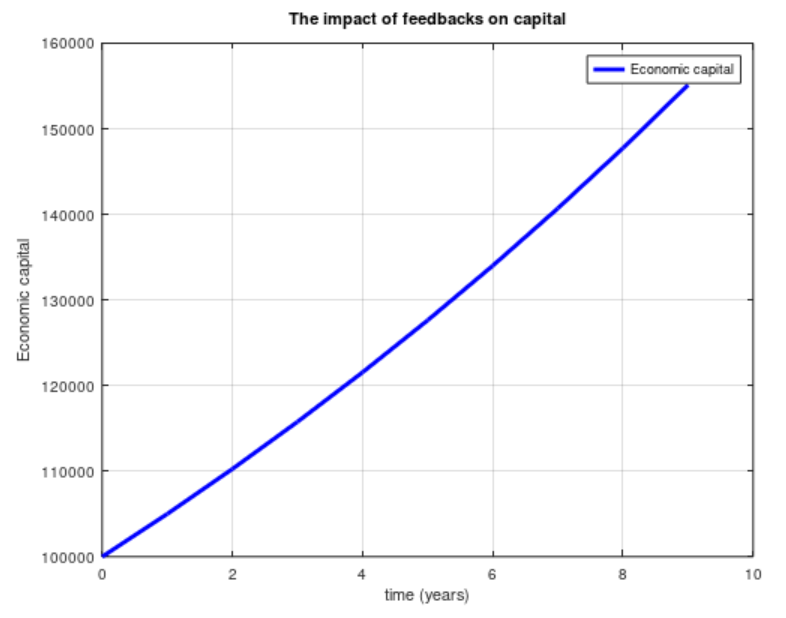 The impact of feedbacks on capital
160000
150000
140000
130000
120000
110000
100000
Economic capital
Economic capital
0 2 4 6 8 10
time (years)